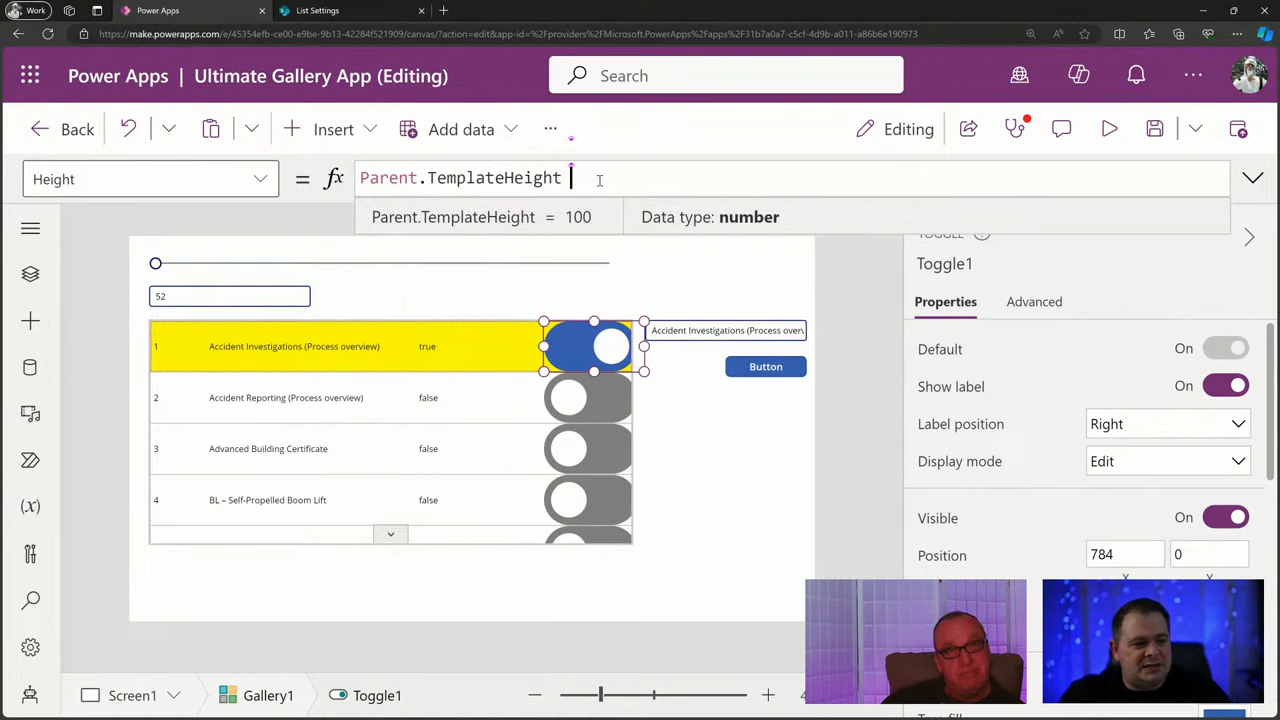 Work
Power Apps
List Settings
https://make.powerapps.com/e/45354efb-ce00-e9be-9b13-42284f521909/canvas/?action=edit&app-id=%2Fproviders%2FMicrosoft.PowerApps%2Fapps%2F31b7a0a7-c5cf-4d9b-a011-a86b6e190973
Power Apps | Ultimate Gallery App (Editing)
Search
Back
Insert
Add data
Editing
Height
= fx
Parent.TemplateHeight
Parent.TemplateHeight = 100
Data type: number
Toggle1
Properties
Advanced
52
1 Accident Investigations (Process overview) true
Accident Investigations (Process over
Button
2 Accident Reporting (Process overview) false
3 Advanced Building Certificate false
4 BL – Self-Propelled Boom Lift false
Default On
Show label On
Label position Right
Display mode Edit
Visible On
Position 784 0
Screen1
Gallery1
Toggle1